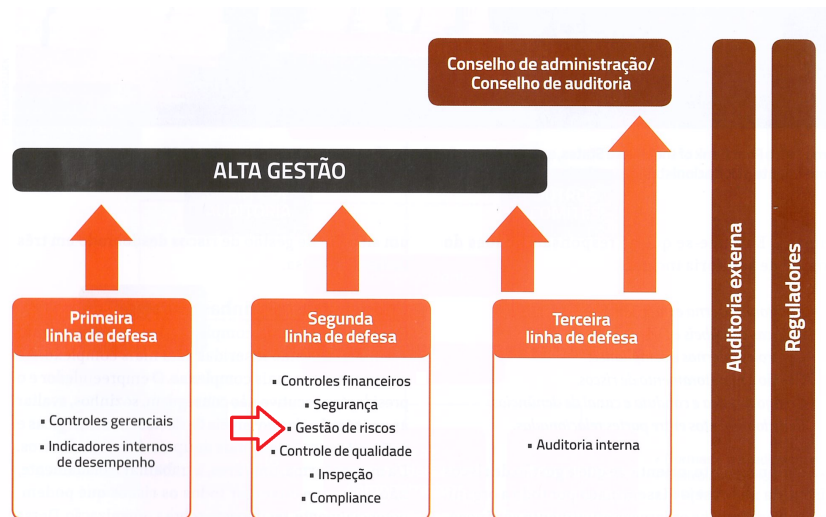 Conselho de administração/
Conselho de auditoria
ALTA GESTÃO
Primeira
linha de defesa
▪ Controles gerenciais
▪ Indicadores internos
de desempenho
Segunda
linha de defesa
▪ Controles financeiros
▪ Segurança
▪ Gestão de riscos
▪ Controle de qualidade
▪ Inspeção
▪ Compliance
Terceira
linha de defesa
▪ Auditoria interna
Auditoria externa
Reguladores